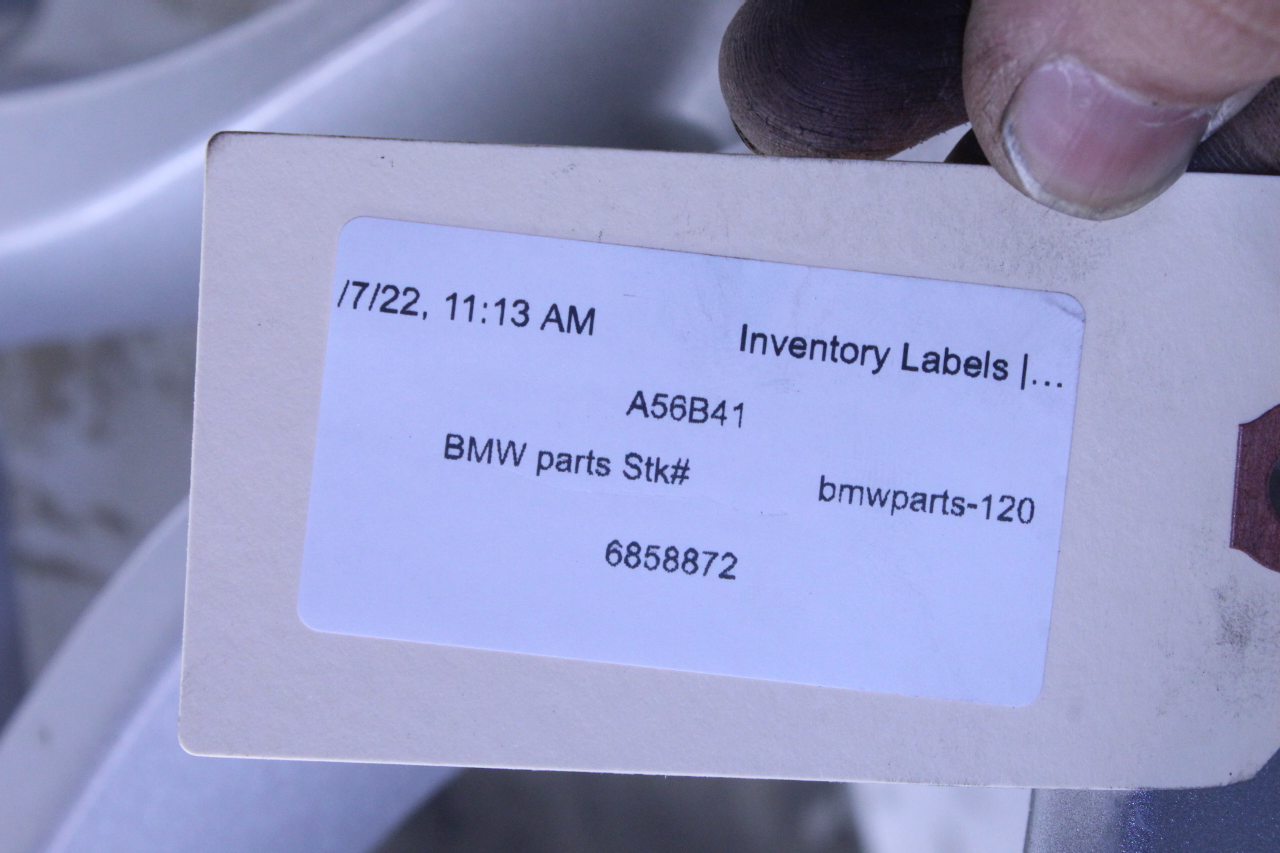 /7/22, 11:13 AM Inventory Labels |...
A56B41
BMW parts Stk# bmwparts-120
6858872